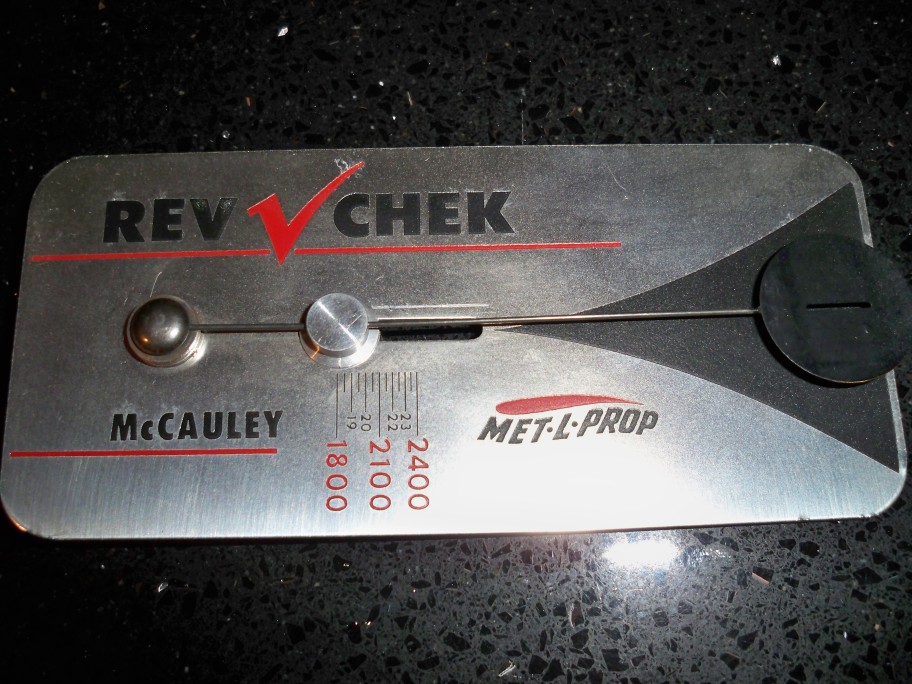 REV CHEK
McCAULEY
MET·L·PROP
19 20 22 23
1800 2100 2400